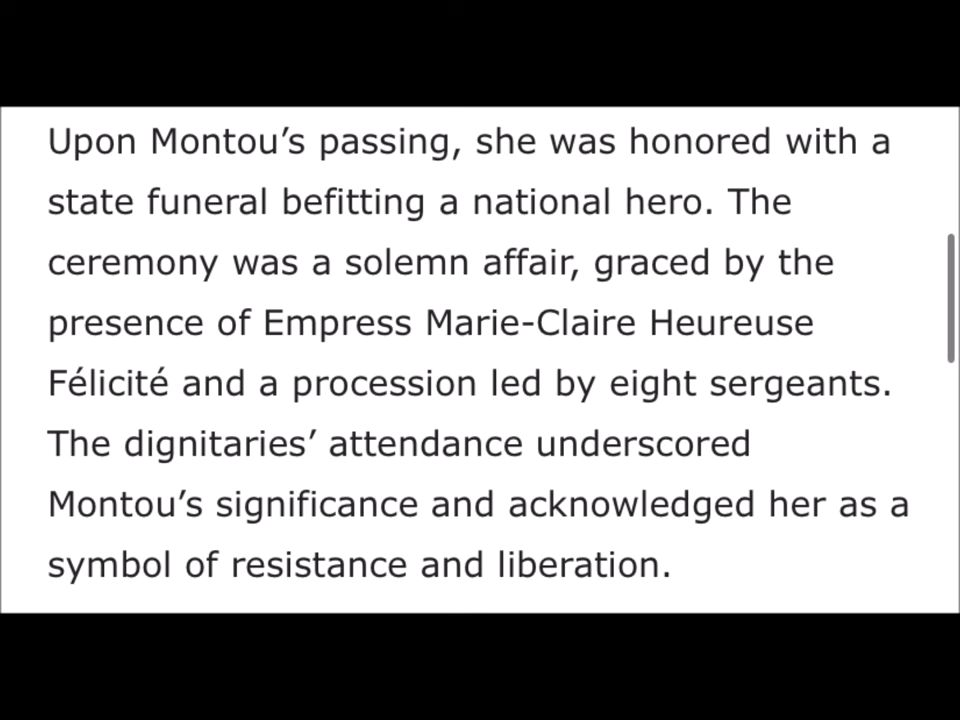 Upon Montou’s passing, she was honored with a
state funeral befitting a national hero. The
ceremony was a solemn affair, graced by the
presence of Empress Marie-Claire Heureuse
Félicité and a procession led by eight sergeants.
The dignitaries’ attendance underscored
Montou’s significance and acknowledged her as a
symbol of resistance and liberation.